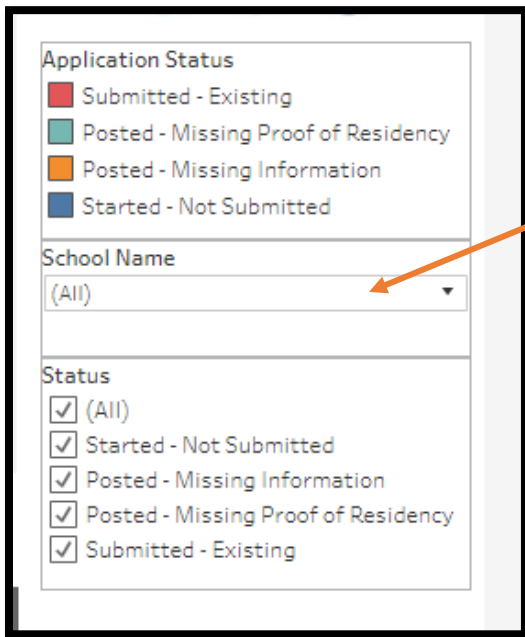 Application Status
Submitted - Existing
Posted - Missing Proof of Residency
Posted - Missing Information
Started - Not Submitted
School Name
(All)
Status
(All)
Started - Not Submitted
Posted - Missing Information
Posted - Missing Proof of Residency
Submitted - Existing